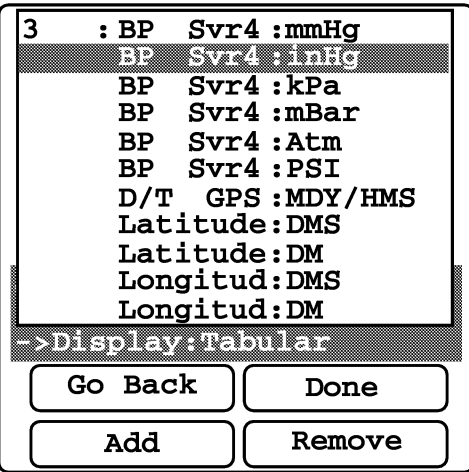 3 : BP Svr4 :mmHg
BP Svr4 :inHg
BP Svr4 :kPa
BP Svr4 :mBar
BP Svr4 :Atm
BP Svr4 :PSI
D/T GPS :MDY/HMS
Latitude:DMS
Latitude:DM
Longitud:DMS
Longitud:DM
->Display:Tabular
Go Back Done
Add Remove